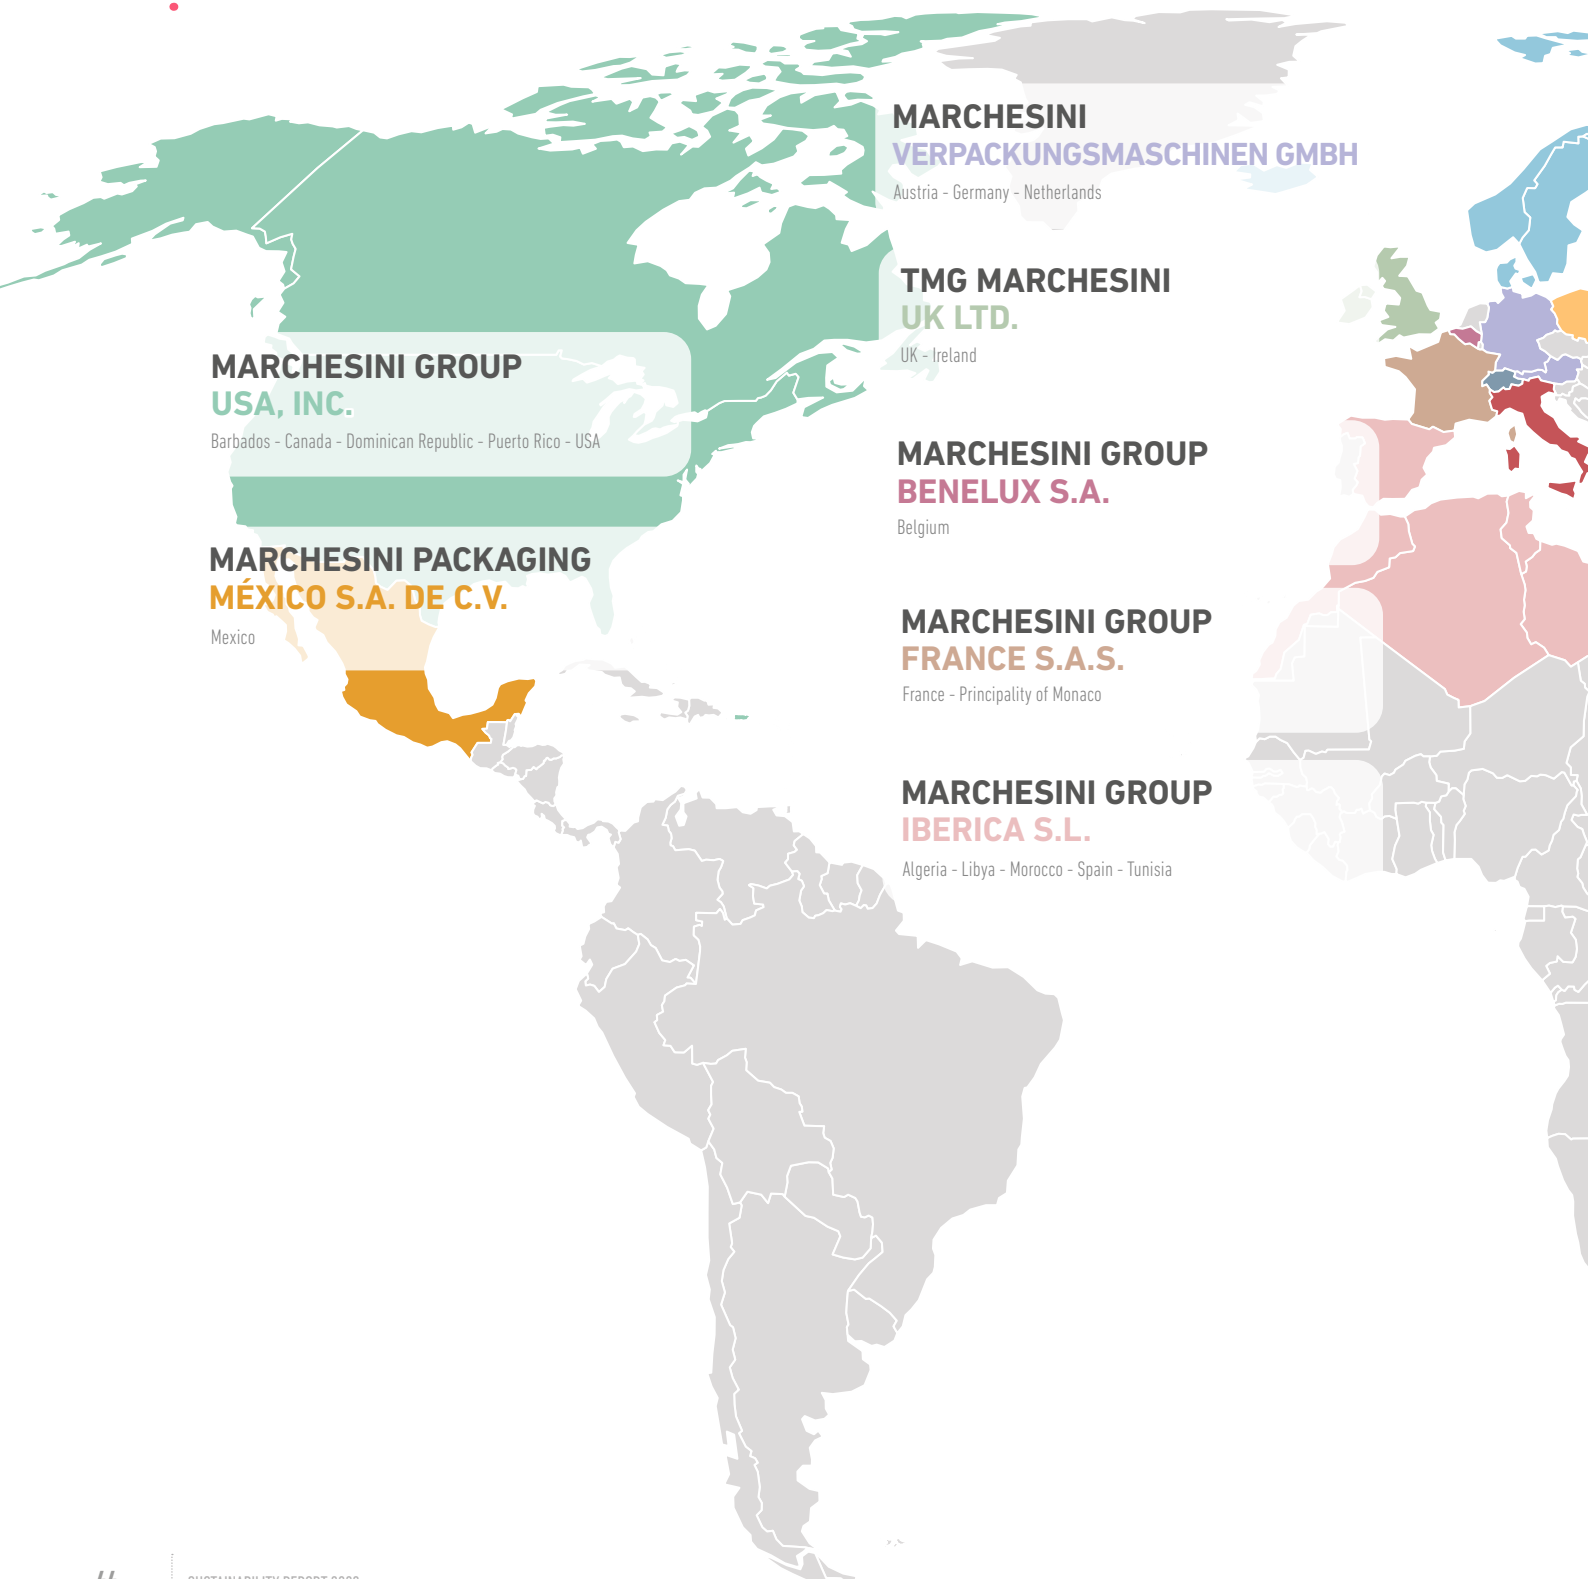 MARCHESINI
VERPACKUNGSMASCHINEN GMBH
Austria - Germany - Netherlands
TMG MARCHESINI
UK LTD.
UK - Ireland
MARCHESINI GROUP
USA, INC.
Barbados - Canada - Dominican Republic - Puerto Rico - USA
MARCHESINI GROUP
BENELUX S.A.
Belgium
MARCHESINI PACKAGING
MÉXICO S.A. DE C.V.
Mexico
MARCHESINI GROUP
FRANCE S.A.S.
France - Principality of Monaco
MARCHESINI GROUP
IBERICA S.L.
Algeria - Libya - Morocco - Spain - Tunisia
SUSTAINABILITY REPORT